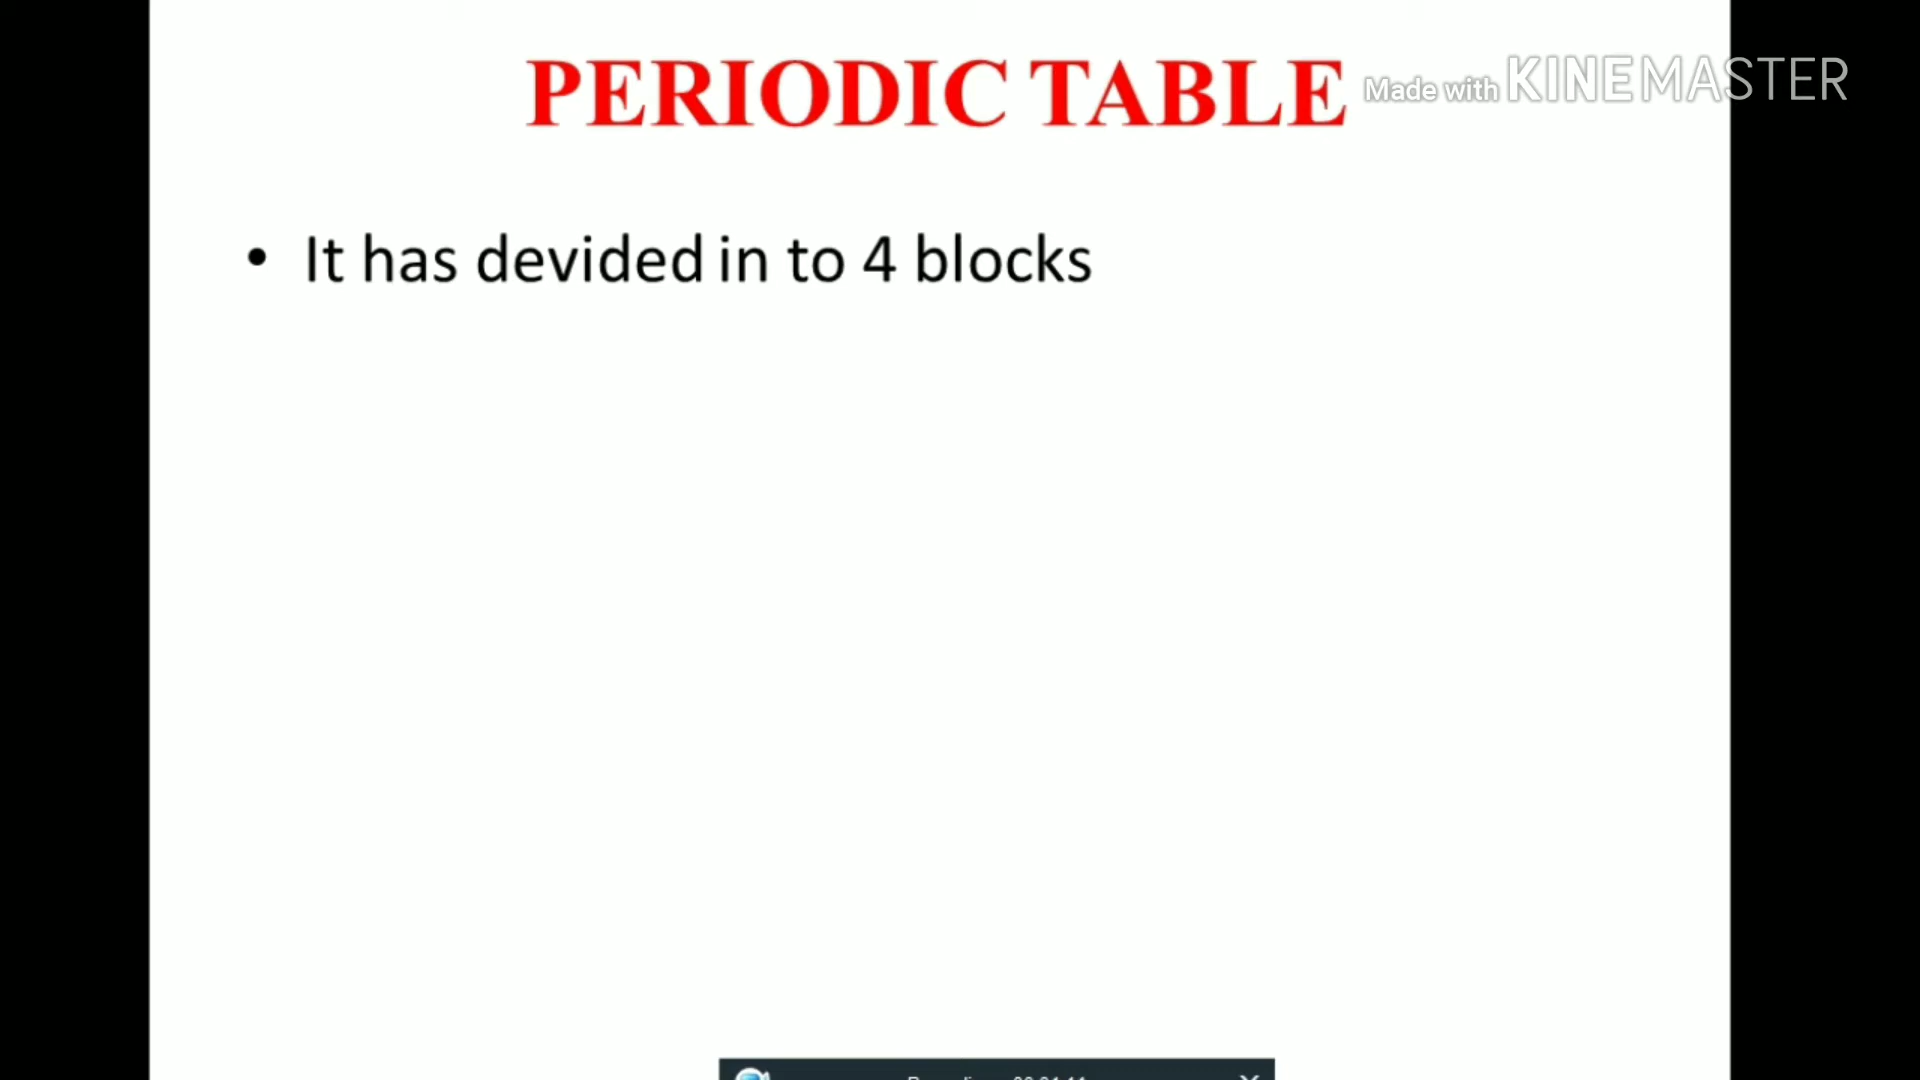 PERIODIC TABLE
Made with KINEMASTER
• It has devided in to 4 blocks